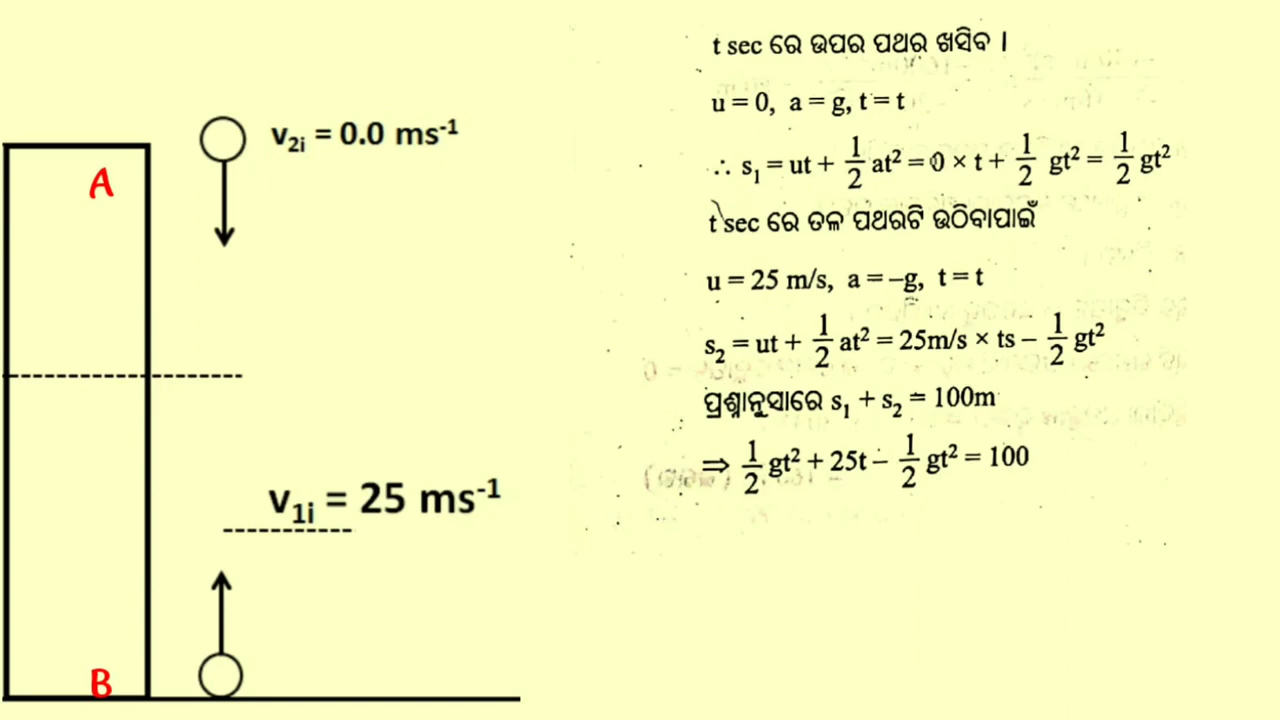 A
v₂ᵢ = 0.0 ms⁻¹
v₁ᵢ = 25 ms⁻¹
B
t sec ରେ ଉପର ପଥର ଖସିବ ।
u = 0, a = g, t = t
∴ s₁ = ut + 1/2 at² = 0 × t + 1/2 gt² = 1/2 gt²
t sec ରେ ତଳ ପଥରଟି ଉଠିବାପାଇଁ
u = 25 m/s, a = –g, t = t
s₂ = ut + 1/2 at² = 25m/s × ts – 1/2 gt²
ପ୍ରଶ୍ନାନୁସାରେ s₁ + s₂ = 100m
⇒ 1/2 gt² + 25t – 1/2 gt² = 100